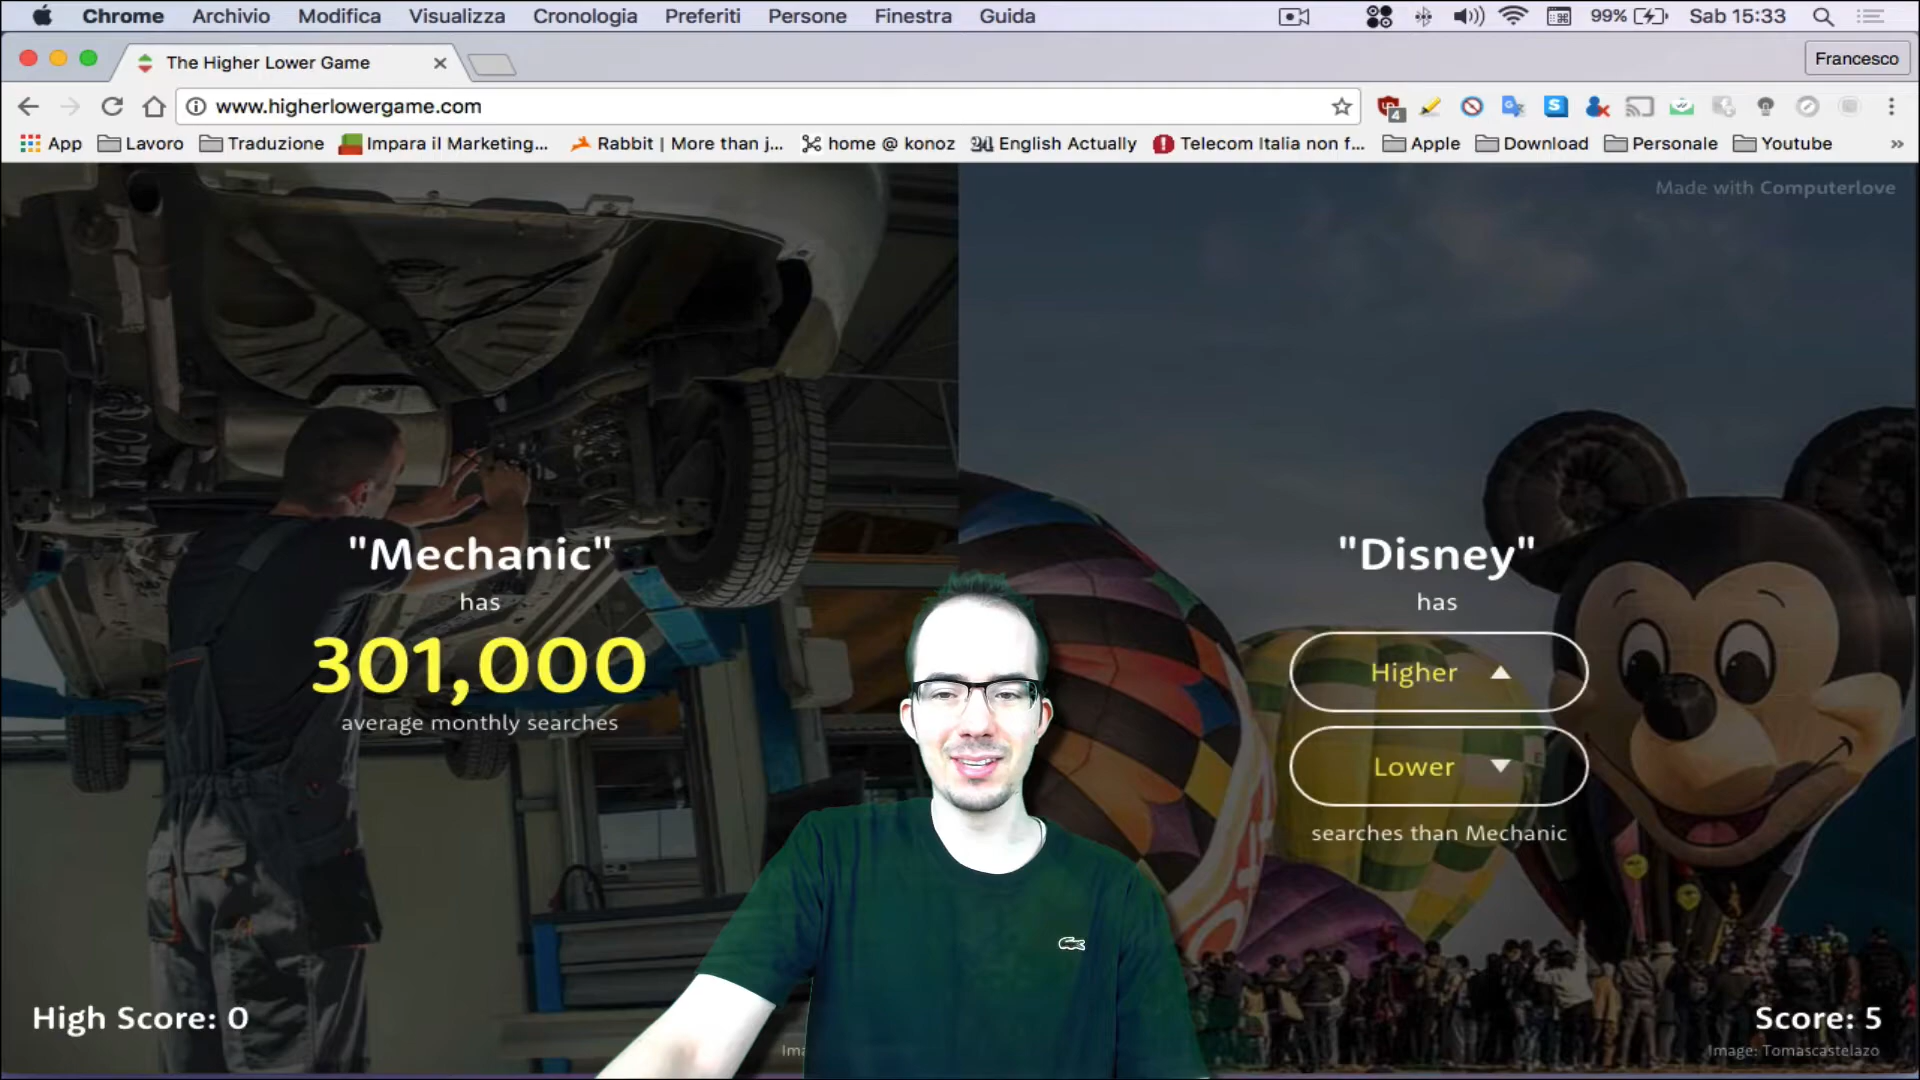 Chrome Archivio Modifica Visualizza Cronologia Preferiti Persone Finestra Guida 99% Sab 15:33
The Higher Lower Game Francesco
www.higherlowergame.com 4
App Lavoro Traduzione Impara il Marketing... Rabbit | More than j... home @ konoz English Actually Telecom Italia non f... Apple Download Personale Youtube »
Made with Computerlove
"Mechanic"
has
301,000
average monthly searches
"Disney"
has
Higher
Lower
searches than Mechanic
High Score: 0
Score: 5
Image: Tomascastelazo